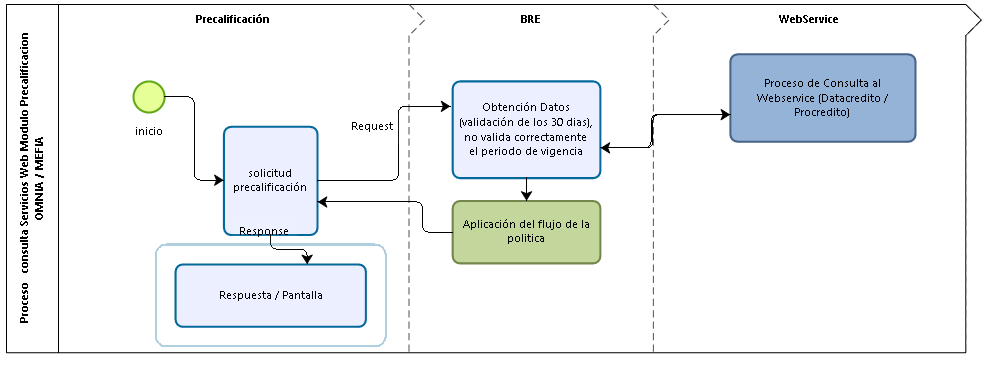 Proceso consulta Servicios Web Modulo Precalificacion
OMNIA / MEFIA
Precalificación
BRE
WebService
inicio
solicitud
precalificación
Request
Response
Respuesta / Pantalla
Obtención Datos
(validación de los 30 dias),
no valida correctamente
el periodo de vigencia
Aplicación del flujo de la
politica
Proceso de Consulta al
Webservice (Datacredito /
Procredito)